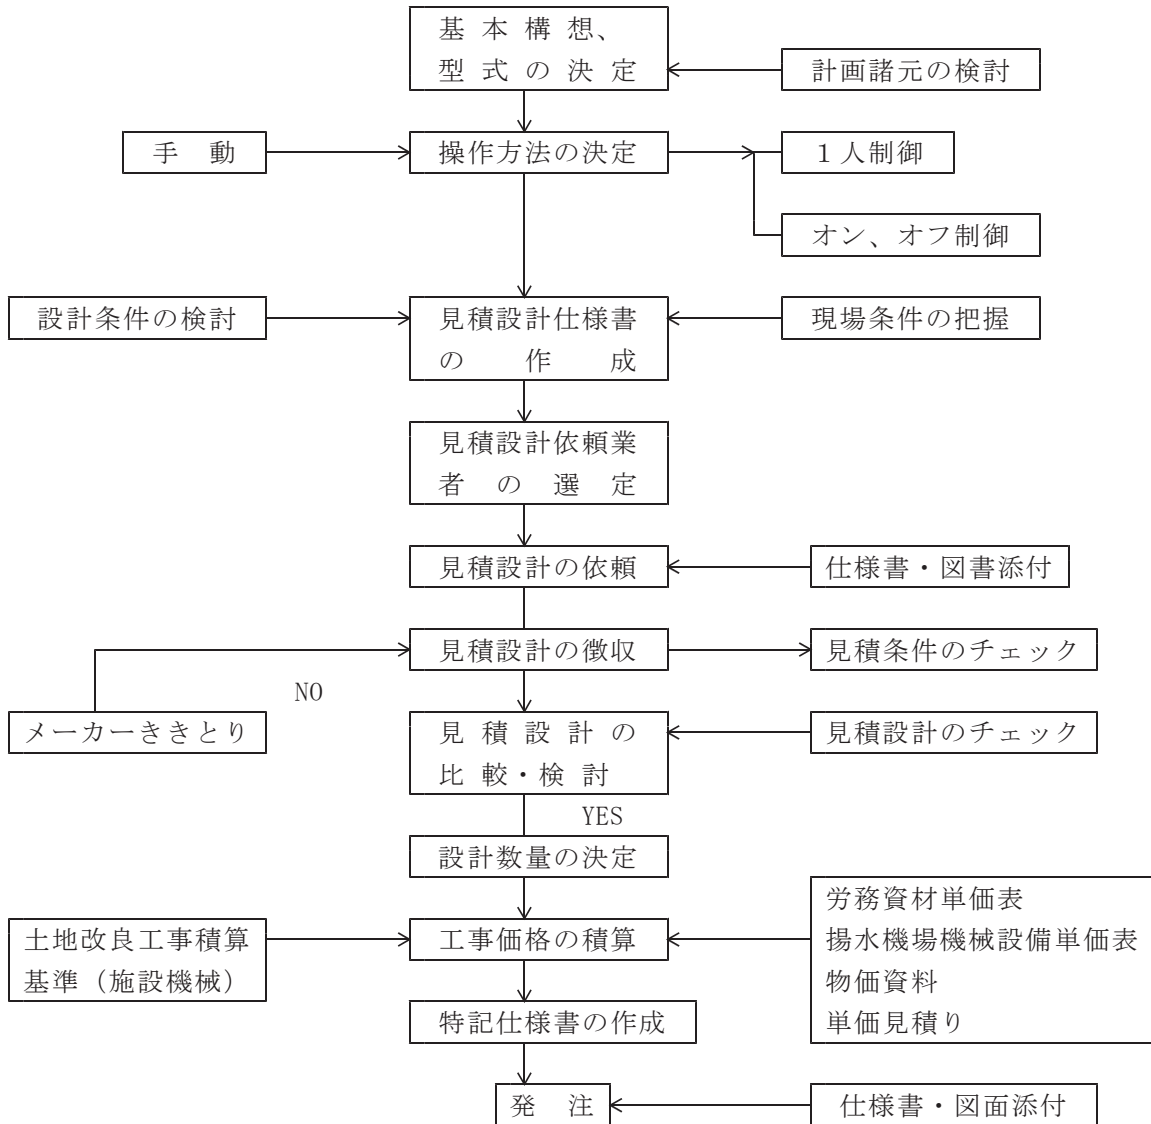 基本構想、
型式の決定
計画諸元の検討
手　動
操作方法の決定
１人制御
オン、オフ制御
設計条件の検討
見積設計仕様書
の作成
現場条件の把握
見積設計依頼業
者の選定
見積設計の依頼
仕様書・図書添付
見積設計の徴収
見積条件のチェック
NO
メーカーききとり
見積設計の
比較・検討
見積設計のチェック
YES
設計数量の決定
土地改良工事積算
基準（施設機械）
工事価格の積算
労務資材単価表
揚水機場機械設備単価表
物価資料
単価見積り
特記仕様書の作成
発　注
仕様書・図面添付